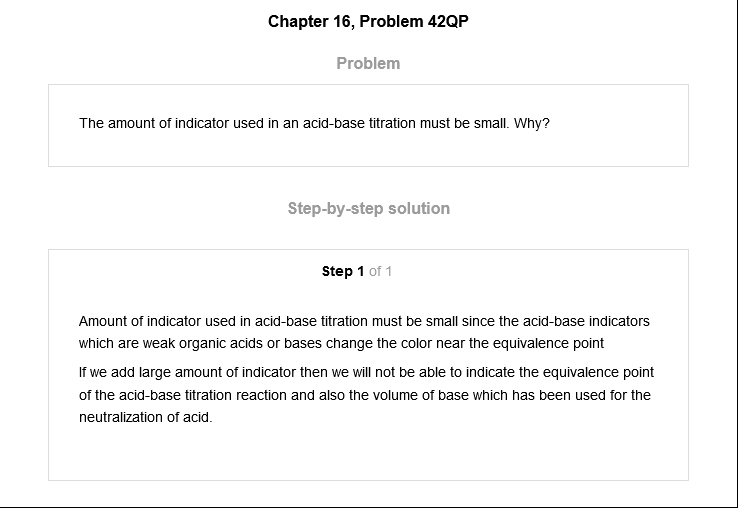 Chapter 16, Problem 42QP
Problem
The amount of indicator used in an acid-base titration must be small. Why?
Step-by-step solution
Step 1 of 1
Amount of indicator used in acid-base titration must be small since the acid-base indicators
which are weak organic acids or bases change the color near the equivalence point
If we add large amount of indicator then we will not be able to indicate the equivalence point
of the acid-base titration reaction and also the volume of base which has been used for the
neutralization of acid.